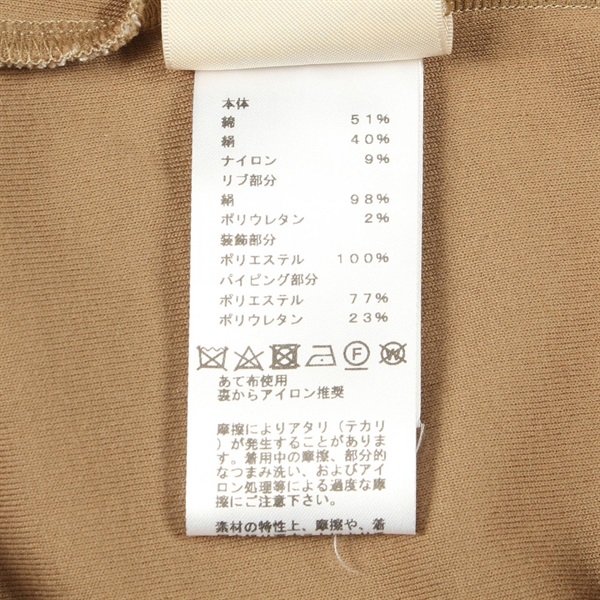 本体
綿 51%
絹 40%
ナイロン 9%
リブ部分
絹 98%
ポリウレタン 2%
装飾部分
ポリエステル 100%
パイピング部分
ポリエステル 77%
ポリウレタン 23%
F W
あて布使用
裏からアイロン推奨
摩擦によりアタリ(テカリ
)が発生することがありま
す。着用中の摩擦、部分的
なつまみ洗い、およびアイ
ロン処理等による過度な摩
擦にご注意下さい。
素材の特性上、摩擦や、着